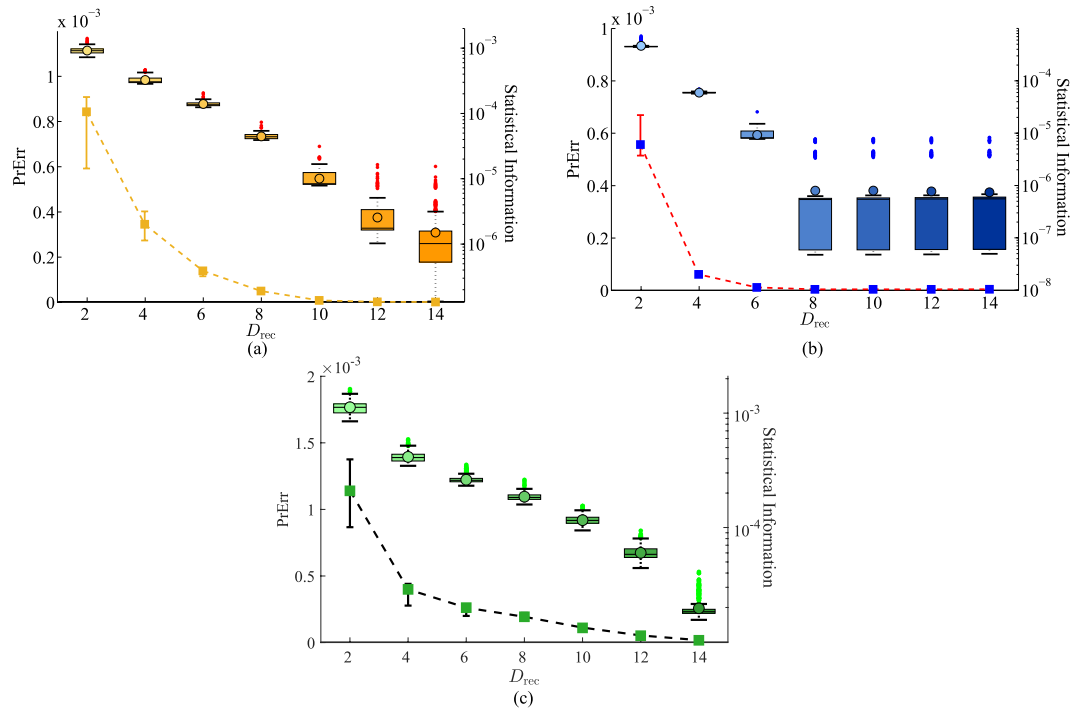 x 10⁻³
1
0.8
0.6
0.4
0.2
0
PrErr
10⁻³
10⁻⁴
10⁻⁵
10⁻⁶
Statistical Information
2 4 6 8 10 12 14
D_rec
(a)
x 10⁻³
1
0.8
0.6
0.4
0.2
0
PrErr
10⁻⁴
10⁻⁵
10⁻⁶
10⁻⁷
10⁻⁸
Statistical Information
2 4 6 8 10 12 14
D_rec
(b)
×10⁻³
2
1.5
1
0.5
0
PrErr
10⁻³
10⁻⁴
Statistical Information
2 4 6 8 10 12 14
D_rec
(c)